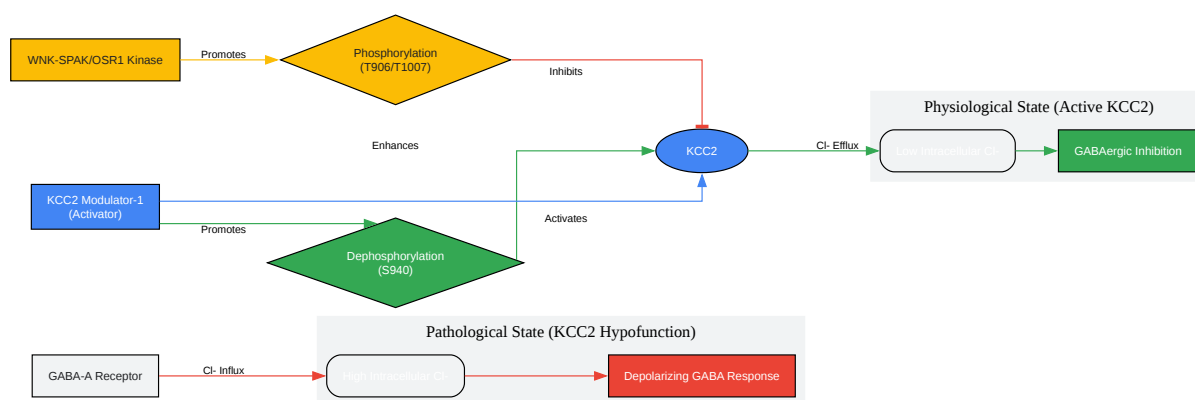 WNK-SPAK/OSR1 Kinase
Promotes
Phosphorylation
(T906/T1007)
Inhibits
Physiological State (Active KCC2)
Enhances
KCC2
Cl- Efflux
Low Intracellular Cl-
GABAergic Inhibition
KCC2 Modulator-1
(Activator)
Promotes
Activates
Dephosphorylation
(S940)
Pathological State (KCC2 Hypofunction)
GABA-A Receptor
Cl- Influx
High Intracellular Cl-
Depolarizing GABA Response